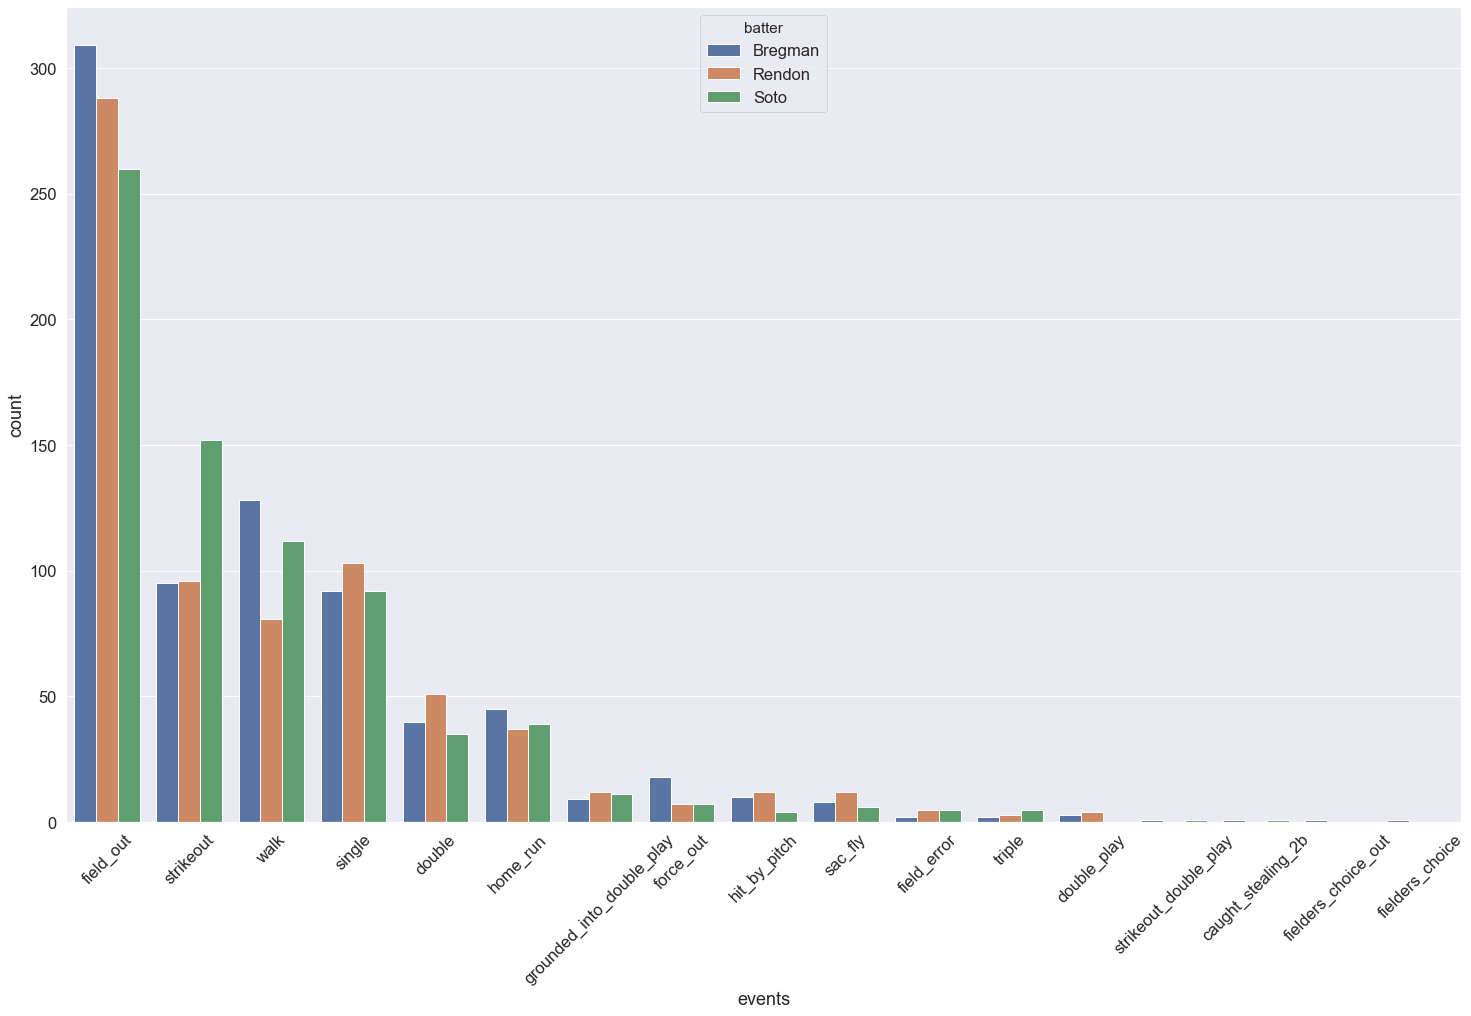 batter
Bregman
Rendon
Soto
count
300
250
200
150
100
50
0
field_out
strikeout
walk
single
double
home_run
grounded_into_double_play
force_out
hit_by_pitch
sac_fly
field_error
triple
double_play
strikeout_double_play
caught_stealing_2b
fielders_choice_out
fielders_choice
events